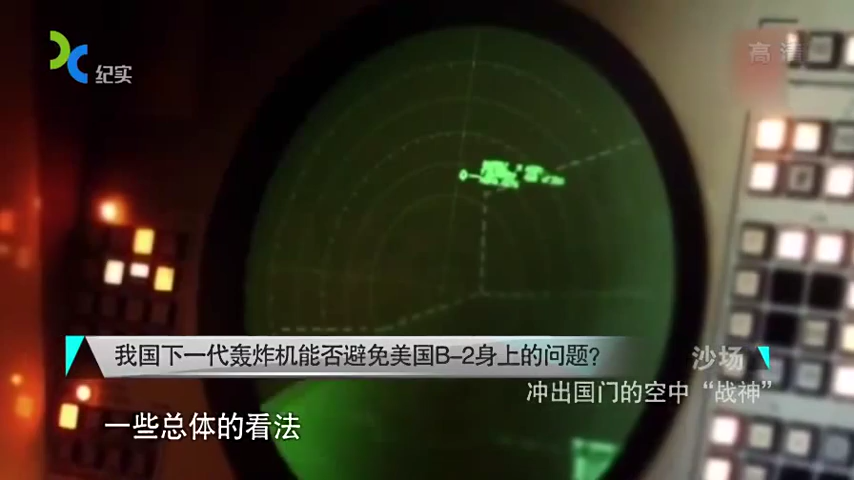 纪实
高清
我国下一代轰炸机能否避免美国B-2身上的问题?
沙场
冲出国门的空中“战神”
一些总体的看法